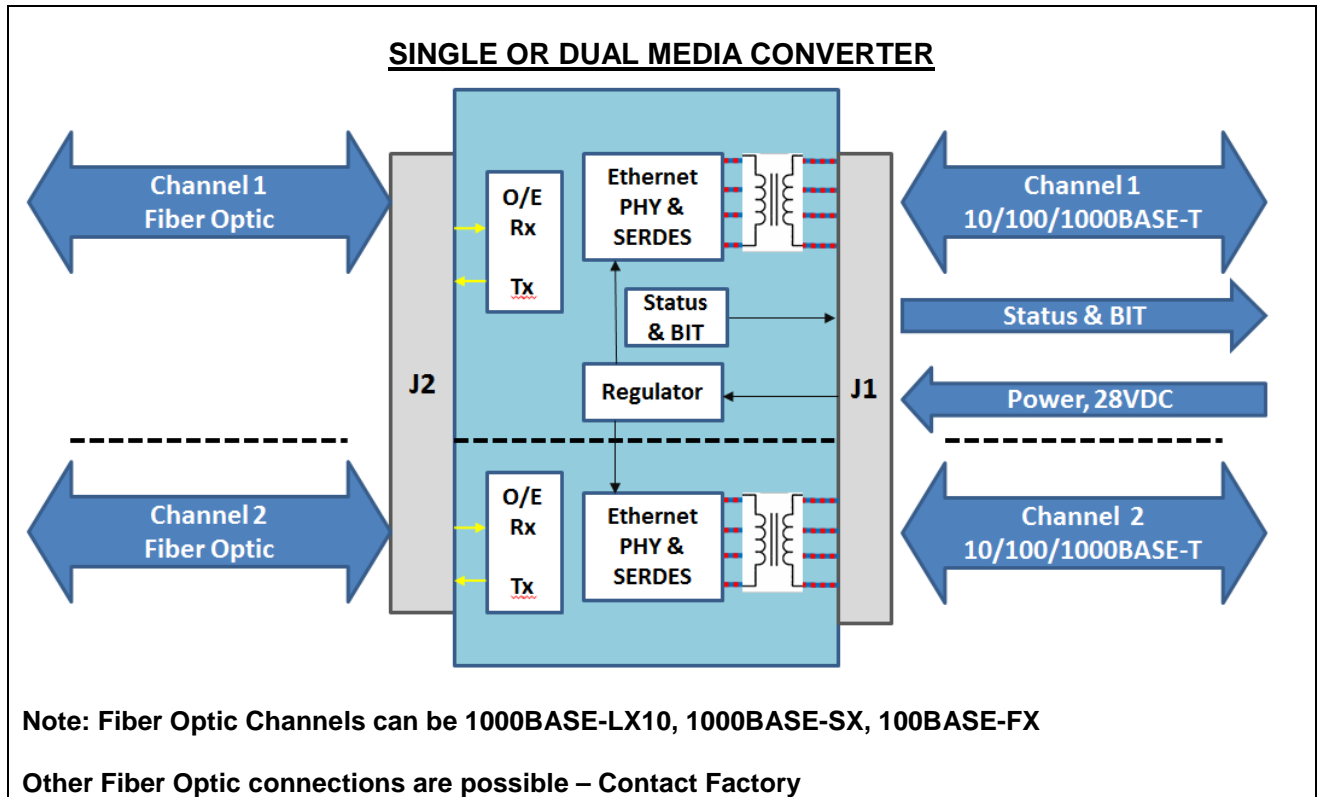 SINGLE OR DUAL MEDIA CONVERTER
Channel 1
Fiber Optic
J2
O/E
Rx
Tx
Ethernet
PHY &
SERDES
Status
& BIT
Regulator
J1
Channel 1
10/100/1000BASE-T
Status & BIT
Power, 28VDC
Channel 2
Fiber Optic
O/E
Rx
Tx
Ethernet
PHY &
SERDES
Channel 2
10/100/1000BASE-T
Note: Fiber Optic Channels can be 1000BASE-LX10, 1000BASE-SX, 100BASE-FX
Other Fiber Optic connections are possible – Contact Factory